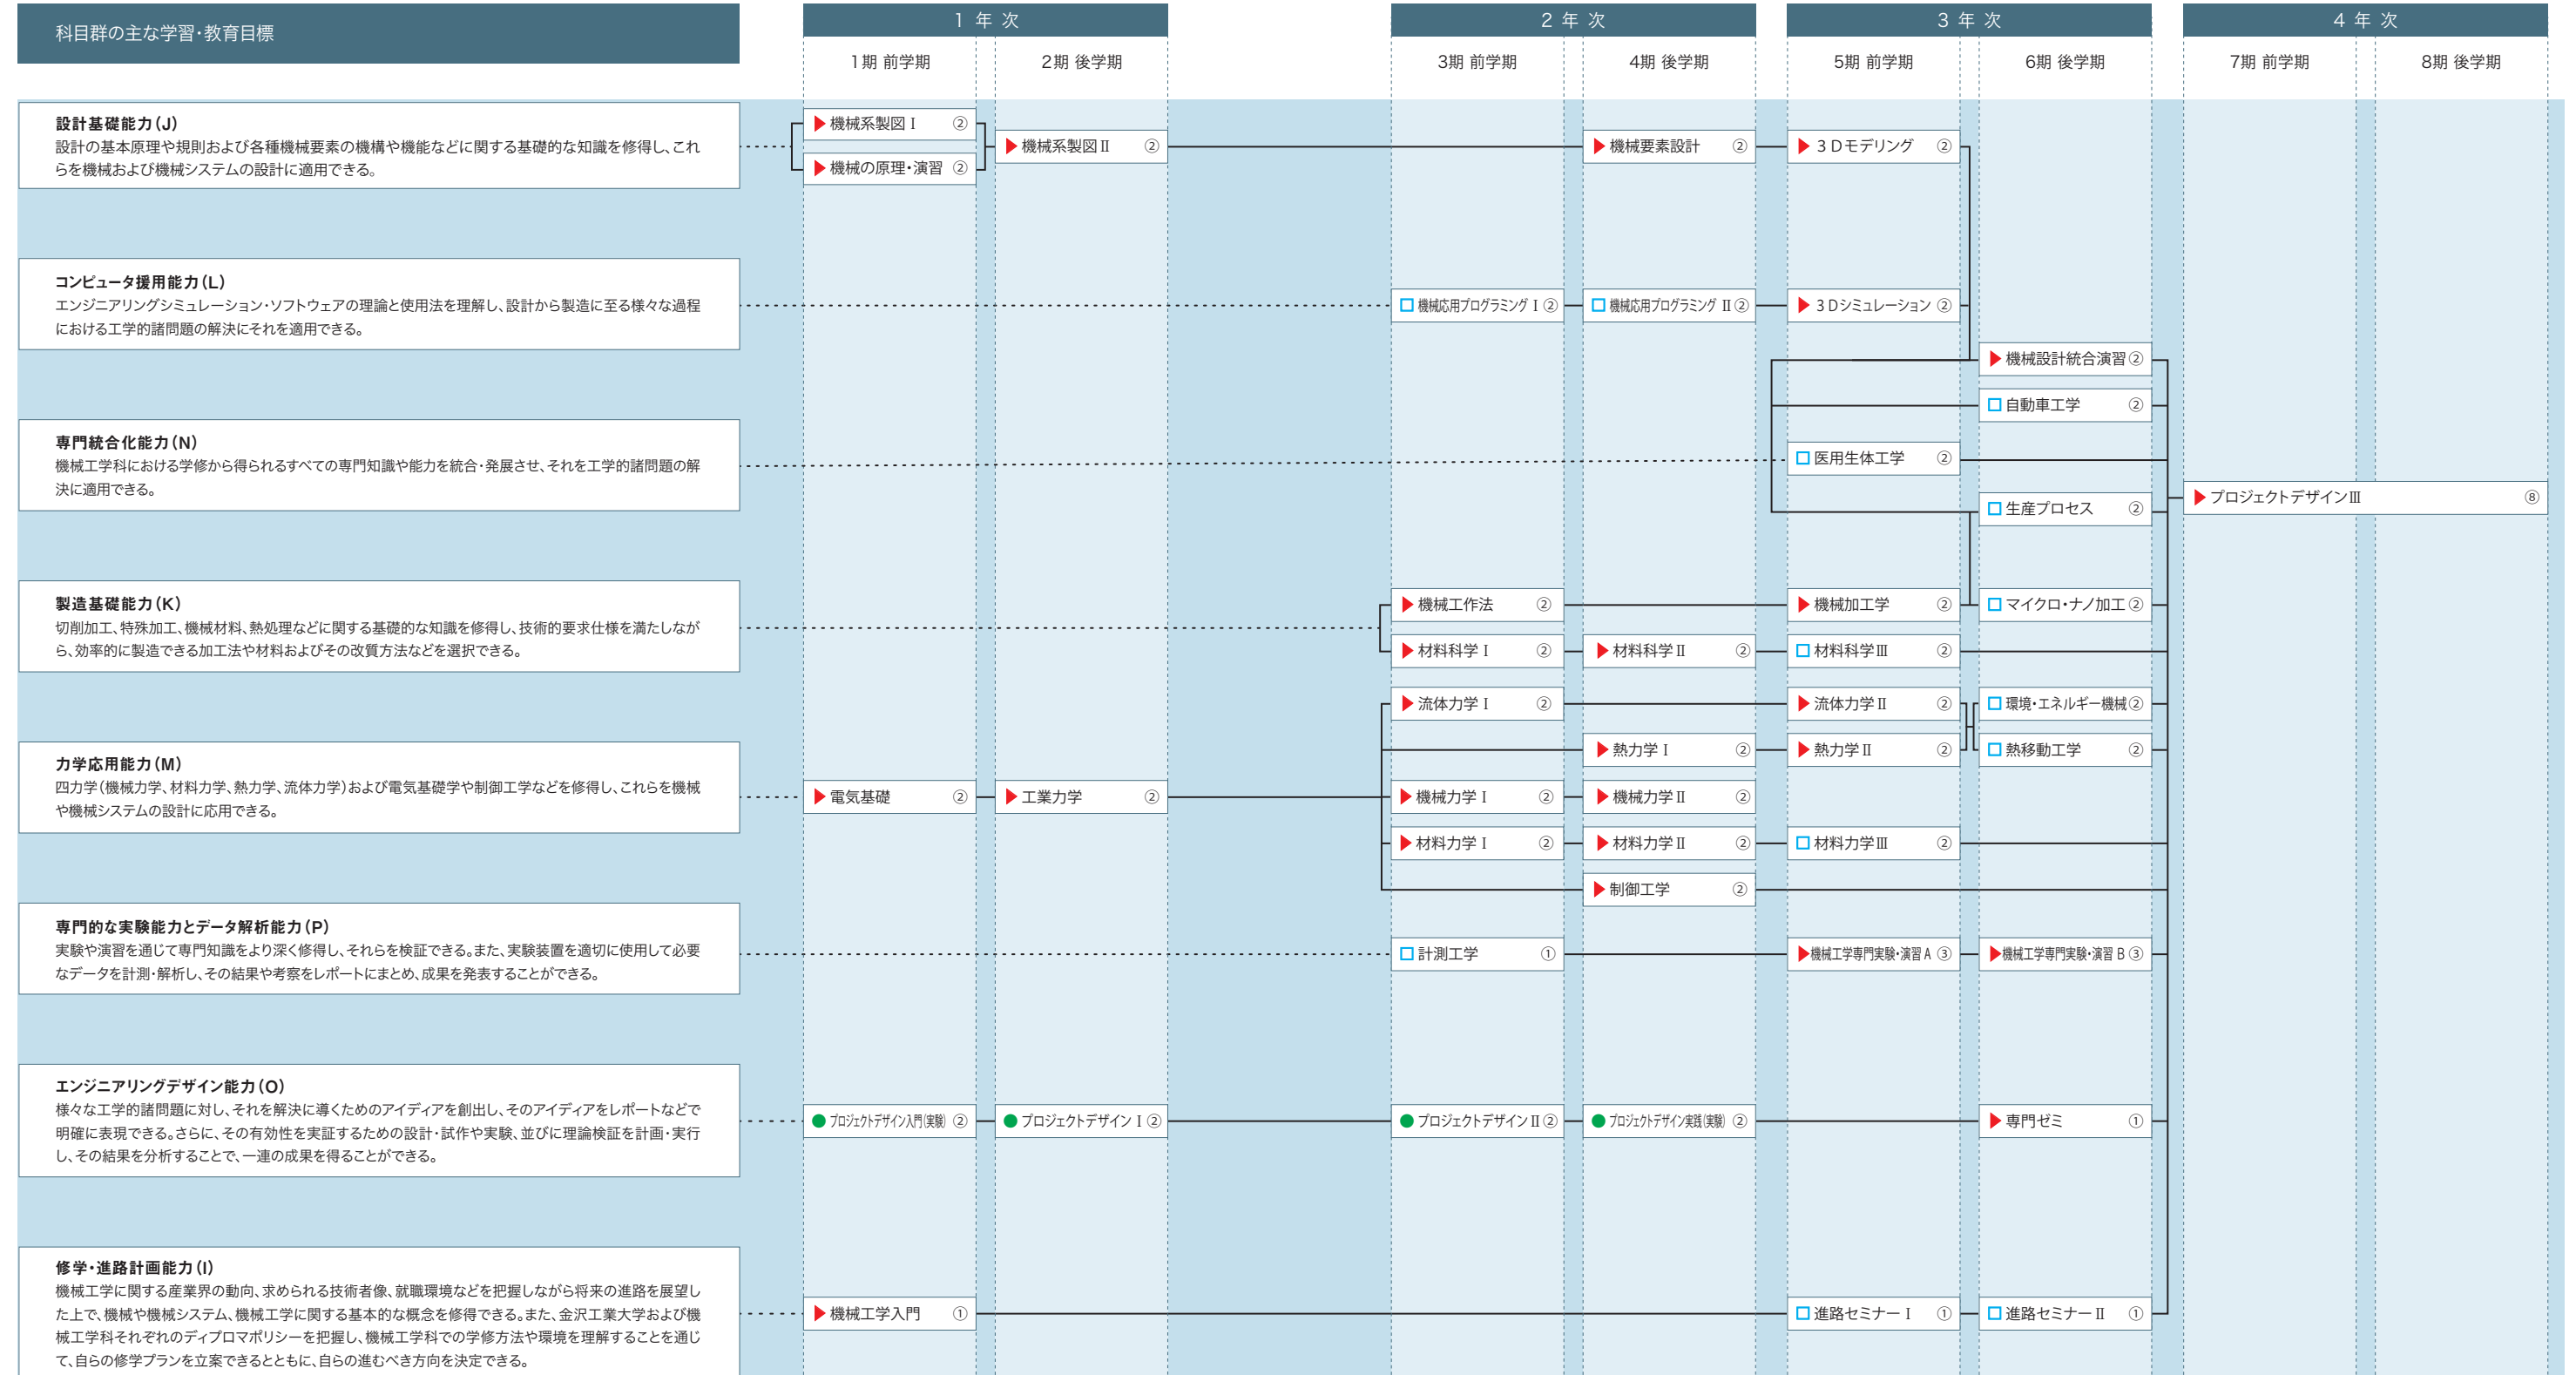 科目群の主な学習・教育目標
1 年 次
2 年 次
3 年 次
4 年 次
1期 前学期
2期 後学期
3期 前学期
4期 後学期
5期 前学期
6期 後学期
7期 前学期
8期 後学期
設計基礎能力（J）
設計の基本原理や規則および各種機械要素の機構や機能などに関する基礎的な知識を修得し、これ
らを機械および機械システムの設計に適用できる。
機械系製図Ⅰ ②
機械の原理・演習 ②
機械系製図Ⅱ ②
機械要素設計 ②
３Dモデリング ②
コンピュータ援用能力（L）
エンジニアリングシミュレーション・ソフトウェアの理論と使用法を理解し、設計から製造に至る様々な過程
における工学的諸問題の解決にそれを適用できる。
機械応用プログラミング Ⅰ ②
機械応用プログラミング Ⅱ ②
３Dシミュレーション ②
機械設計統合演習 ②
自動車工学 ②
専門統合化能力（N）
機械工学科における学修から得られるすべての専門知識や能力を統合・発展させ、それを工学的諸問題の解
決に適用できる。
医用生体工学 ②
生産プロセス ②
プロジェクトデザインⅢ ⑧
製造基礎能力（K）
切削加工、特殊加工、機械材料、熱処理などに関する基礎的な知識を修得し、技術的要求仕様を満たしなが
ら、効率的に製造できる加工法や材料およびその改質方法などを選択できる。
機械工作法 ②
機械加工学 ②
マイクロ・ナノ加工 ②
材料科学Ⅰ ②
材料科学Ⅱ ②
材料科学Ⅲ ②
力学応用能力（M）
四力学（機械力学、材料力学、熱力学、流体力学）および電気基礎学や制御工学などを修得し、これらを機械
や機械システムの設計に応用できる。
流体力学Ⅰ ②
流体力学Ⅱ ②
環境・エネルギー機械 ②
熱力学Ⅰ ②
熱力学Ⅱ ②
熱移動工学 ②
電気基礎 ②
工業力学 ②
機械力学Ⅰ ②
機械力学Ⅱ ②
材料力学Ⅰ ②
材料力学Ⅱ ②
材料力学Ⅲ ②
制御工学 ②
専門的な実験能力とデータ解析能力（P）
実験や演習を通じて専門知識をより深く修得し、それらを検証できる。また、実験装置を適切に使用して必要
なデータを計測・解析し、その結果や考察をレポートにまとめ、成果を発表することができる。
計測工学 ①
機械工学専門実験・演習 A ③
機械工学専門実験・演習 B ③
エンジニアリングデザイン能力（O）
様々な工学的諸問題に対し、それを解決に導くためのアイディアを創出し、そのアイディアをレポートなどで
明確に表現できる。さらに、その有効性を実証するための設計・試作や実験、並びに理論検証を計画・実行
し、その結果を分析することで、一連の成果を得ることができる。
プロジェクトデザイン入門（実験） ②
プロジェクトデザイン Ⅰ ②
プロジェクトデザインⅡ ②
プロジェクトデザイン実践（実験） ②
専門ゼミ ①
修学・進路計画能力（I）
機械工学に関する産業界の動向、求められる技術者像、就職環境などを把握しながら将来の進路を展望し
た上で、機械や機械システム、機械工学に関する基本的な概念を修得できる。また、金沢工業大学および機
械工学科それぞれのディプロマポリシーを把握し、機械工学科での学修方法や環境を理解することを通じ
て、自らの修学プランを立案できるとともに、自らの進むべき方向を決定できる。
機械工学入門 ①
進路セミナーⅠ ①
進路セミナーⅡ ①